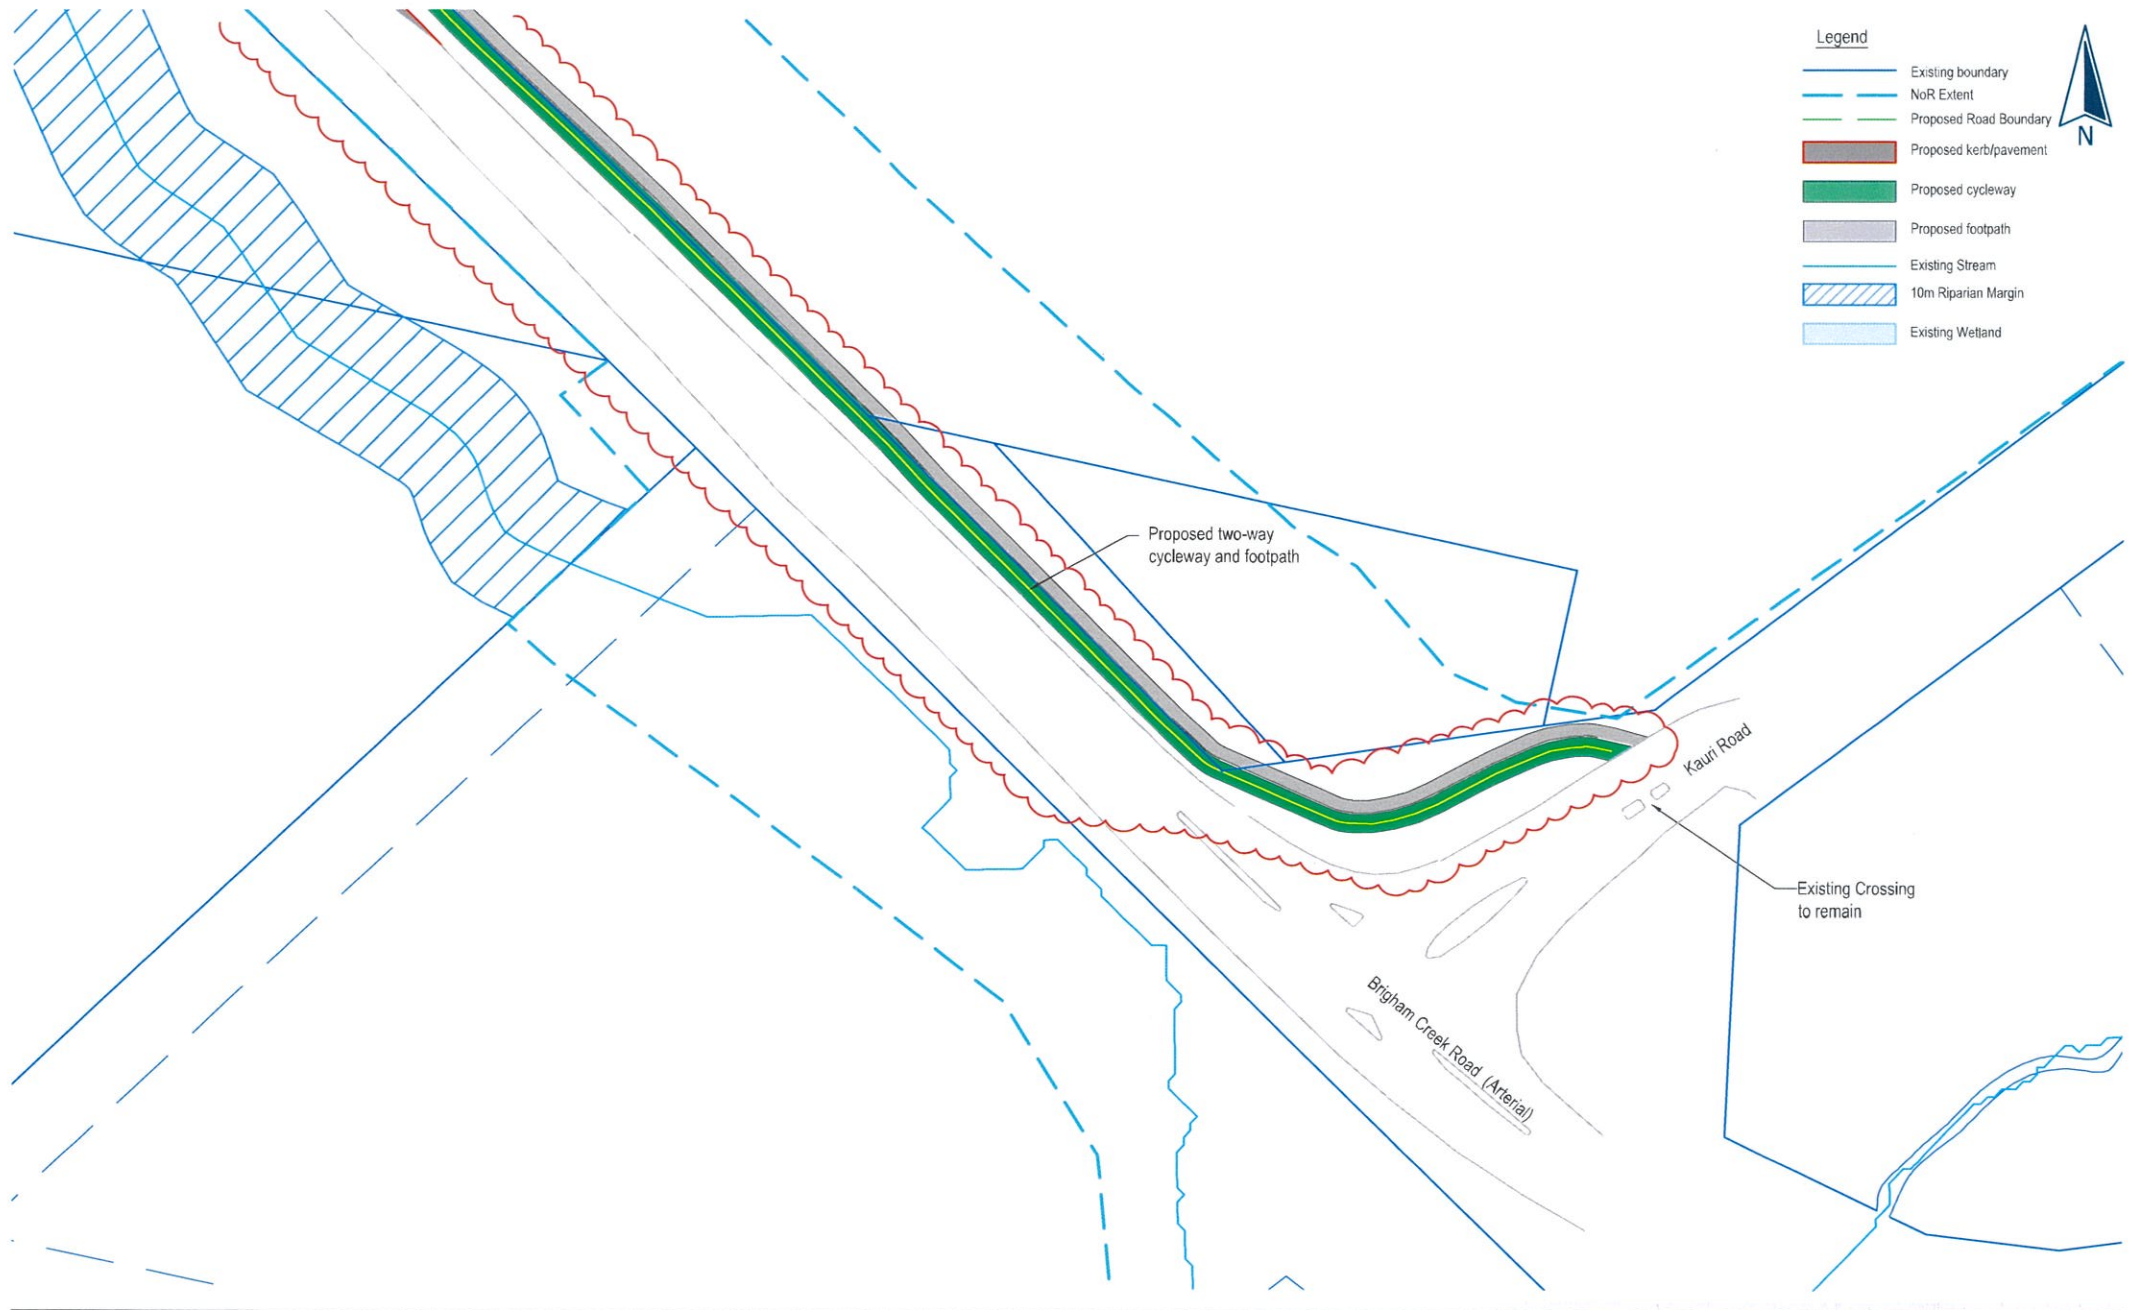 Legend
Existing boundary
NoR Extent
Proposed Road Boundary
Proposed kerb/pavement
N
Proposed cycleway
Proposed footpath
Existing Stream
10m Riparian Margin
Existing Wetland
Proposed two-way
cycleway and footpath
Kauri Road
Existing Crossing
to remain
Brigham Creek Road (Arterial)